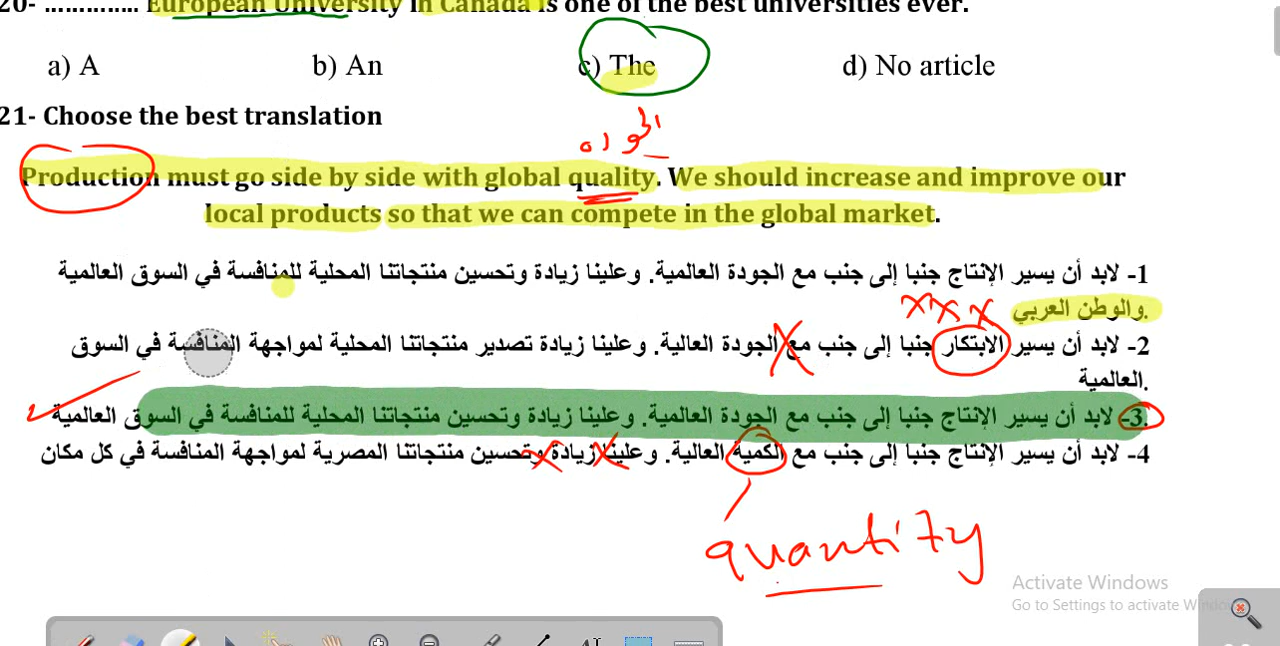 20- .............. European University in Canada is one of the best universities ever.
a) A b) An c) The d) No article
21- Choose the best translation
الجوده
Production must go side by side with global quality. We should increase and improve our
local products so that we can compete in the global market.
1- لابد أن يسير الإنتاج جنبا إلى جنب مع الجودة العالمية. وعلينا زيادة وتحسين منتجاتنا المحلية للمنافسة في السوق العالمية
والوطن العربي.
2- لابد أن يسير الابتكار جنبا إلى جنب مع الجودة العالية. وعلينا زيادة تصدير منتجاتنا المحلية لمواجهة المنافسة في السوق
العالمية.
3- لابد أن يسير الإنتاج جنبا إلى جنب مع الجودة العالمية. وعلينا زيادة وتحسين منتجاتنا المحلية للمنافسة في السوق العالمية.
4- لابد أن يسير الإنتاج جنبا إلى جنب مع الكمية العالية. وعلينا زيادة وتحسين منتجاتنا المصرية لمواجهة المنافسة في كل مكان
quantity
Activate Windows
Go to Settings to activate